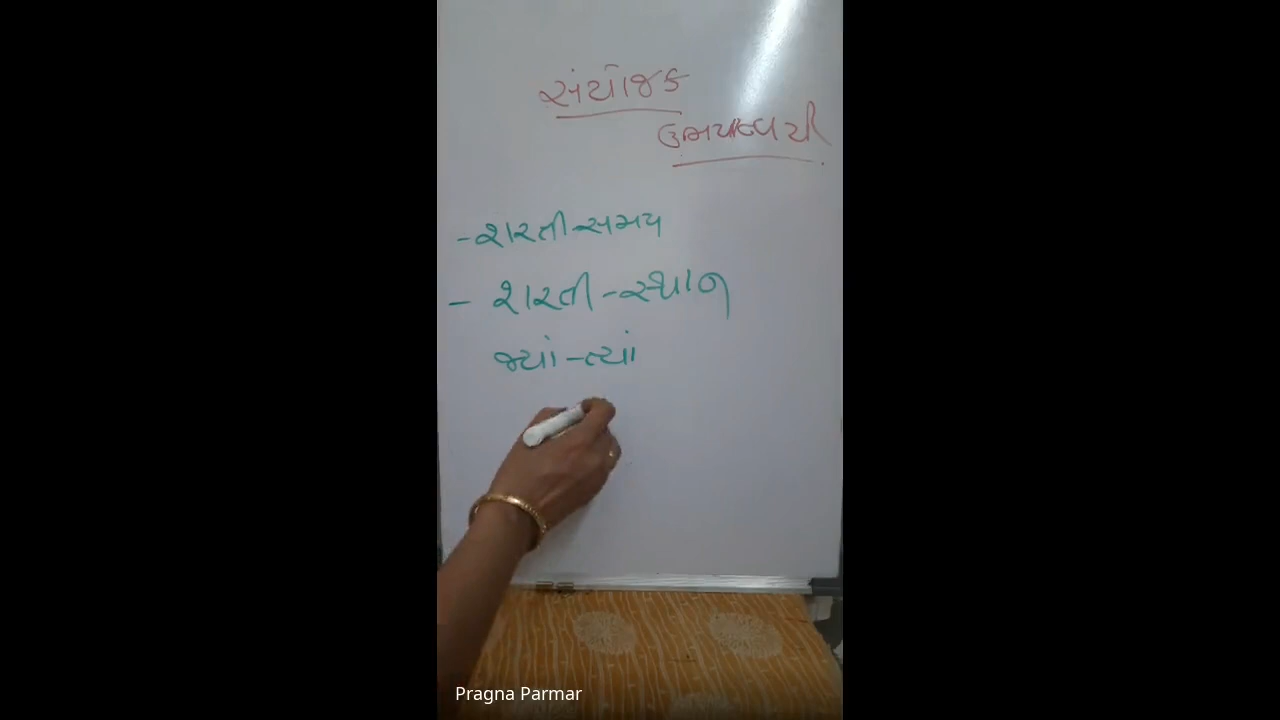 સંયોજક
ઉભયાન્વયી
- શરતી-સમય
- શરતી - સ્થાન
જ્યાં - ત્યાં
Pragna Parmar